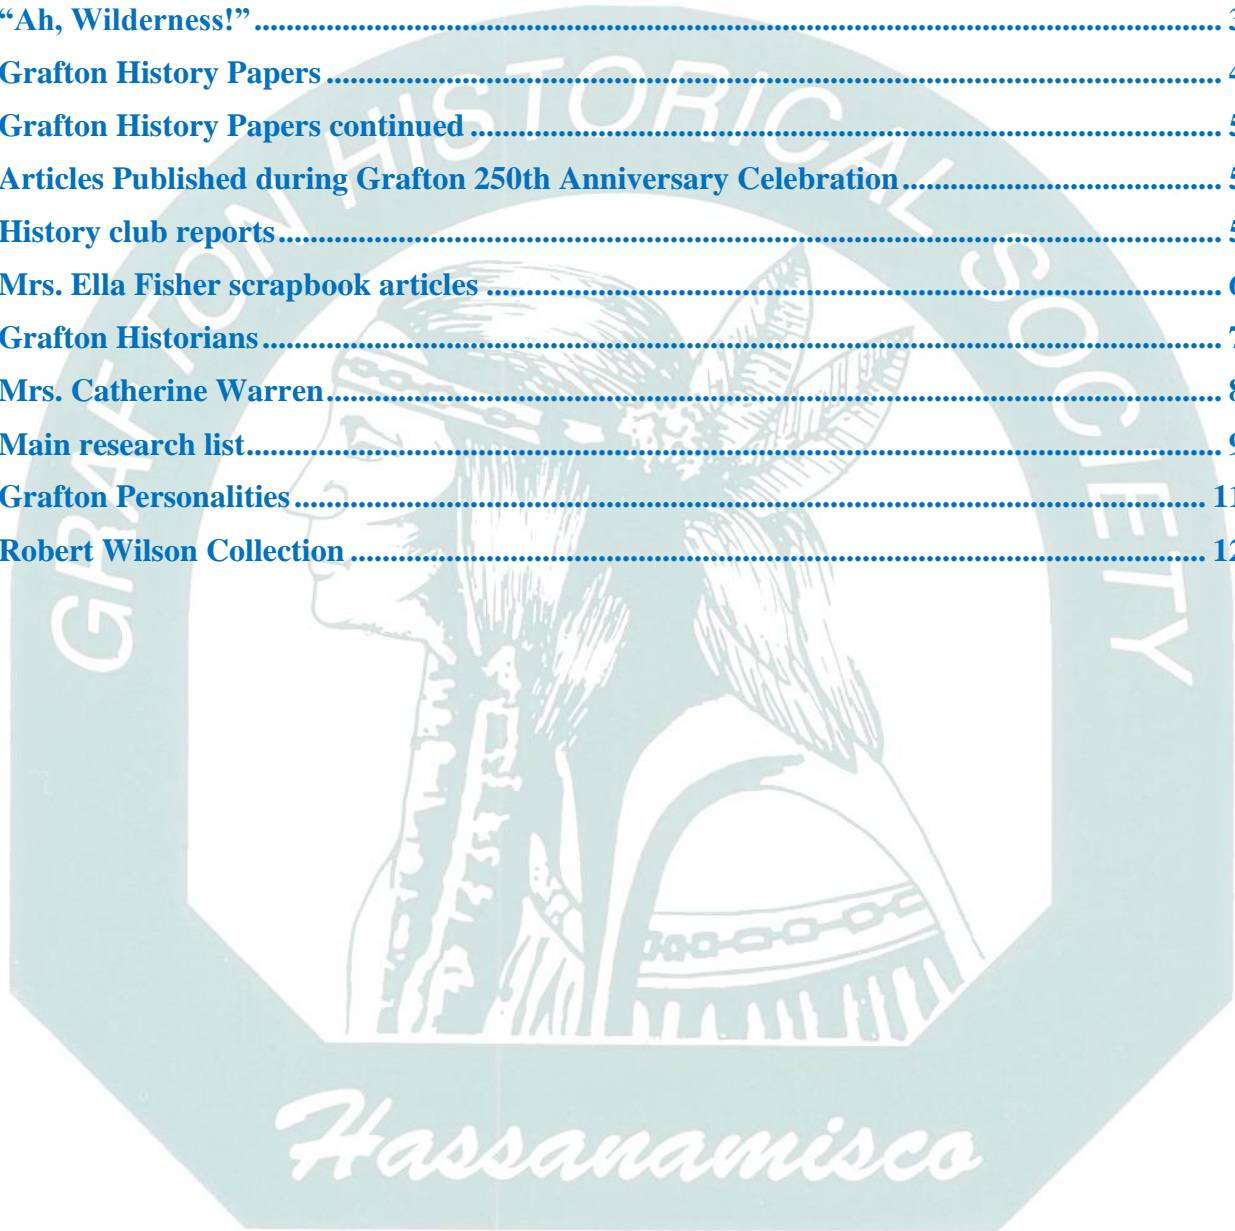 “Ah, Wilderness!” 3
Grafton History Papers 4
Grafton History Papers continued 5
Articles Published during Grafton 250th Anniversary Celebration 5
History club reports 5
Mrs. Ella Fisher scrapbook articles 6
Grafton Historians 7
Mrs. Catherine Warren 8
Main research list 9
Grafton Personalities 11
Robert Wilson Collection 12
GRAFTON HISTORICAL SOCIETY
Hassanamisco